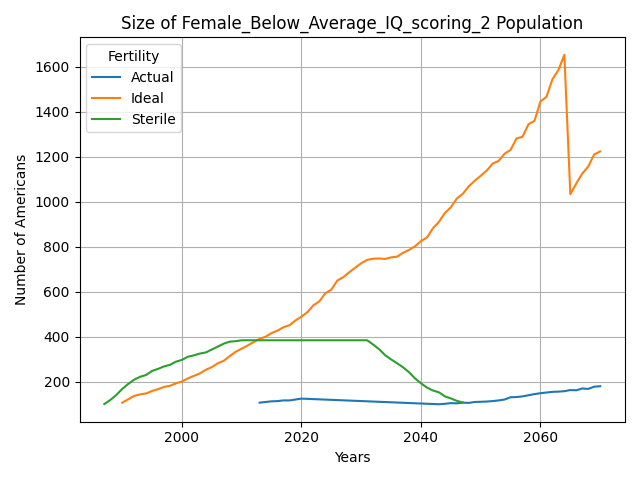 Size of Female_Below_Average_IQ_scoring_2 Population
Fertility
Actual
Ideal
Sterile
1600
1400
1200
1000
800
600
400
200
Number of Americans
2000
2020
2040
2060
Years